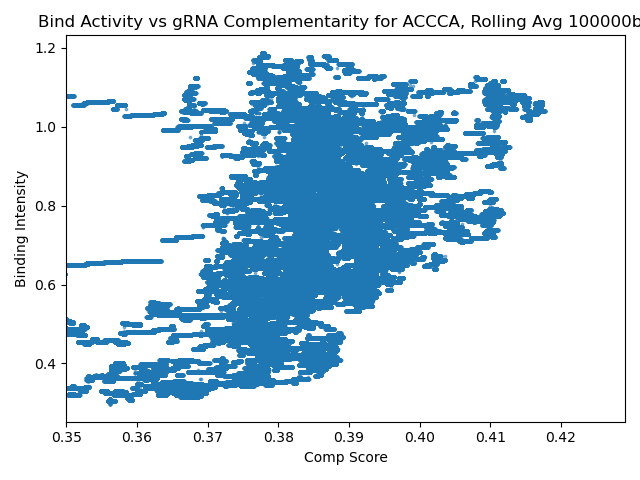 Bind Activity vs gRNA Complementarity for ACCCA, Rolling Avg 100000b
1.2
1.0
0.8
0.6
0.4
Binding Intensity
0.35 0.36 0.37 0.38 0.39 0.40 0.41 0.42
Comp Score